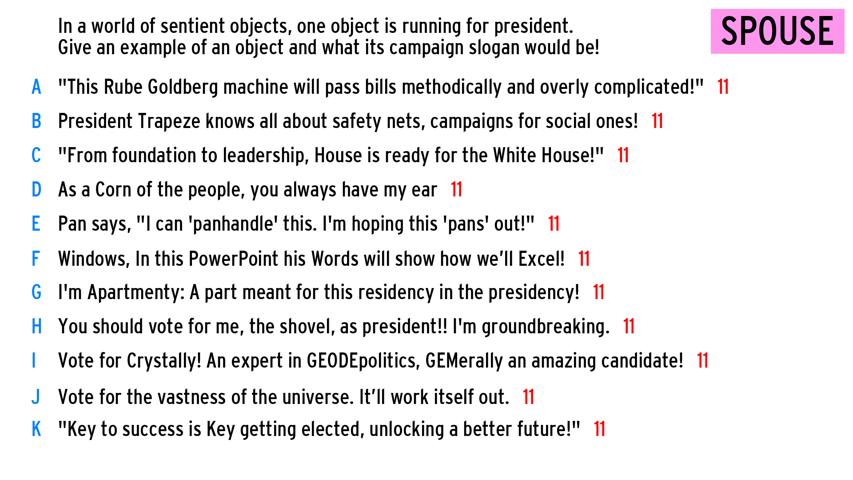 In a world of sentient objects, one object is running for president.
Give an example of an object and what its campaign slogan would be!
SPOUSE
A "This Rube Goldberg machine will pass bills methodically and overly complicated!" 11
B President Trapeze knows all about safety nets, campaigns for social ones! 11
C "From foundation to leadership, House is ready for the White House!" 11
D As a Corn of the people, you always have my ear 11
E Pan says, "I can 'panhandle' this. I'm hoping this 'pans' out!" 11
F Windows, In this PowerPoint his Words will show how we’ll Excel! 11
G I'm Apartmenty: A part meant for this residency in the presidency! 11
H You should vote for me, the shovel, as president!! I'm groundbreaking. 11
I Vote for Crystally! An expert in GEODEpolitics, GEMerally an amazing candidate! 11
J Vote for the vastness of the universe. It’ll work itself out. 11
K "Key to success is Key getting elected, unlocking a better future!" 11